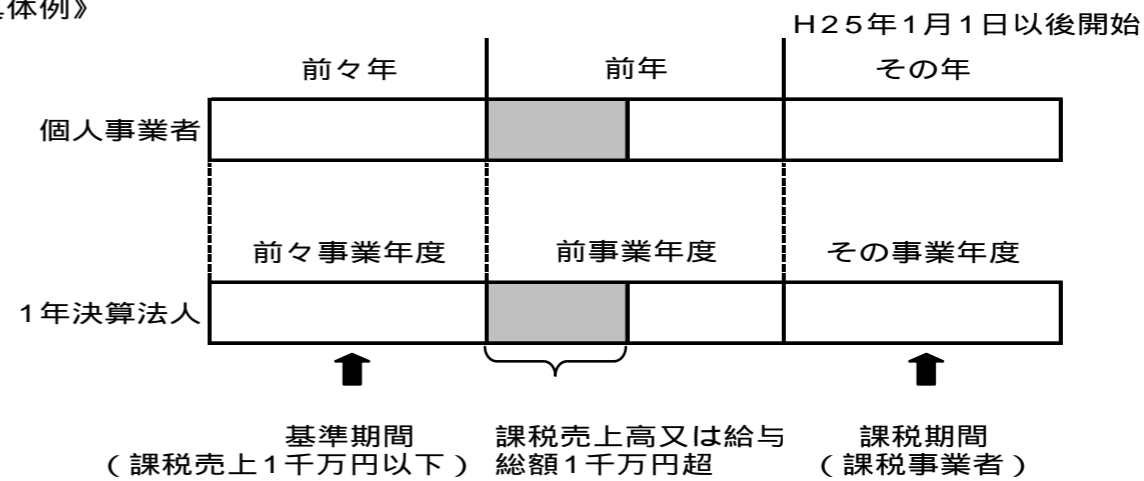 体例》
H25年1月1日以後開始
前々年
前年
その年
個人事業者
前々事業年度
前事業年度
その事業年度
1年決算法人
基準期間
(課税売上1千万円以下)
課税売上高又は給与
総額1千万円超
課税期間
(課税事業者)